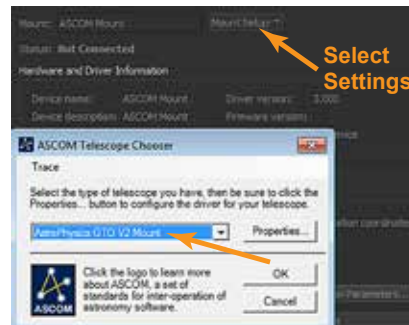 Mount: ASCOM Mount
Mount Setup
Status: Not Connected
Select
Settings
Hardware and Driver Information
Device name: ASCOM Mount
Driver version: 5.000
Device description: ASCOM Mount
Firmware version:
ASCOM Telescope Chooser
Trace
Select the type of telescope you have, then be sure to click the
Properties... button to configure the driver for your telescope.
AstroPhysics GTO V2 Mount
Properties...
Click the logo to learn more
about ASCOM, a set of
standards for inter-operation of
astronomy software.
OK
Cancel
ASCOM